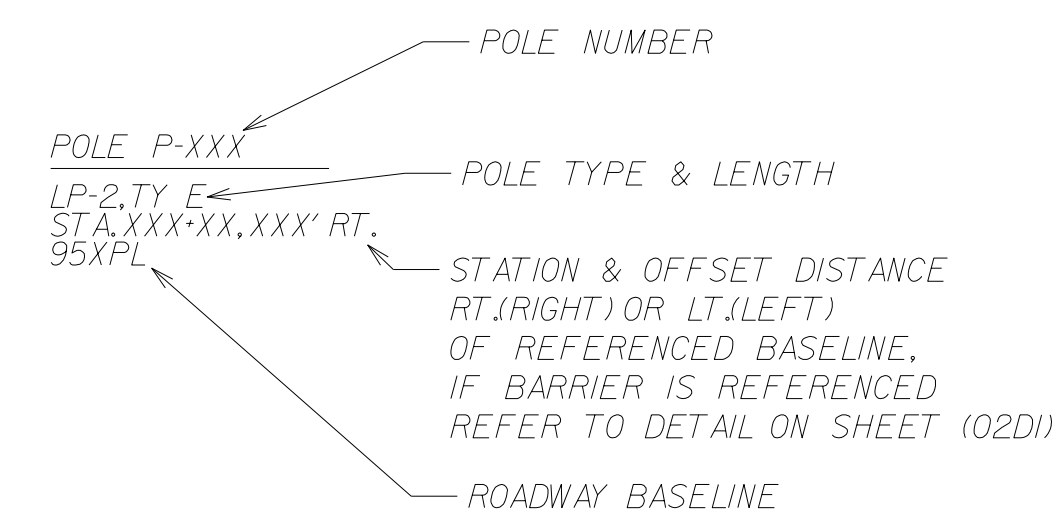 POLE NUMBER
POLE P-XXX
POLE TYPE & LENGTH
LP-2,TY E
STA.XXX+XX,XXX' RT.
95XPL
STATION & OFFSET DISTANCE
RT.(RIGHT) OR LT.(LEFT)
OF REFERENCED BASELINE,
IF BARRIER IS REFERENCED
REFER TO DETAIL ON SHEET (02D1)
ROADWAY BASELINE